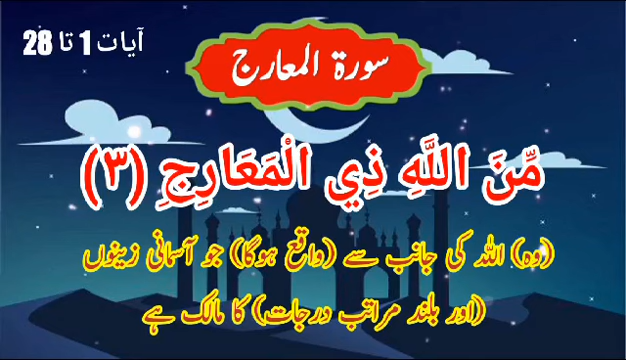 آیات 1 تا 28
سورۃ المعارج
مِّنَ اللَّهِ ذِي الْمَعَارِجِ (٣)
(وہ) اللہ کی جانب سے (واقع ہوگا) جو آسمانی زینوں
(اور بلند مراتب درجات) کا مالک ہے